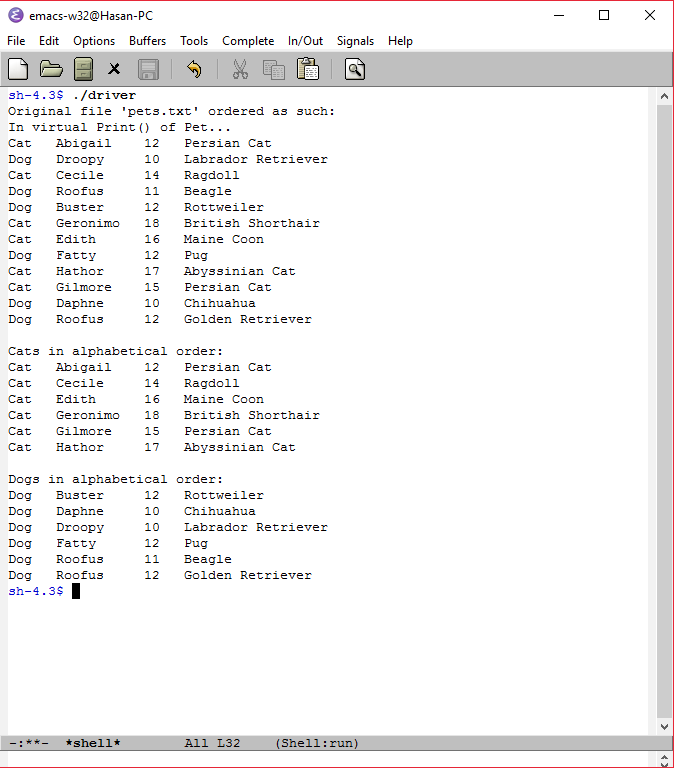 emacs-w32@Hasan-PC
File Edit Options Buffers Tools Complete In/Out Signals Help
sh-4.3$ ./driver
Original file 'pets.txt' ordered as such:
In virtual Print() of Pet...
Cat   Abigail    12   Persian Cat
Dog   Droopy     10   Labrador Retriever
Cat   Cecile     14   Ragdoll
Dog   Roofus     11   Beagle
Dog   Buster     12   Rottweiler
Cat   Geronimo   18   British Shorthair
Cat   Edith      16   Maine Coon
Dog   Fatty      12   Pug
Cat   Hathor     17   Abyssinian Cat
Cat   Gilmore    15   Persian Cat
Dog   Daphne     10   Chihuahua
Dog   Roofus     12   Golden Retriever

Cats in alphabetical order:
Cat   Abigail    12   Persian Cat
Cat   Cecile     14   Ragdoll
Cat   Edith      16   Maine Coon
Cat   Geronimo   18   British Shorthair
Cat   Gilmore    15   Persian Cat
Cat   Hathor     17   Abyssinian Cat

Dogs in alphabetical order:
Dog   Buster     12   Rottweiler
Dog   Daphne     10   Chihuahua
Dog   Droopy     10   Labrador Retriever
Dog   Fatty      12   Pug
Dog   Roofus     11   Beagle
Dog   Roofus     12   Golden Retriever
sh-4.3$
-:**-  *shell*        All L32    (Shell:run)